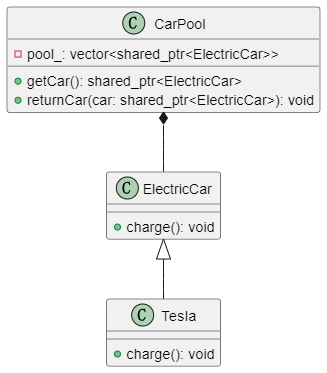 C CarPool
pool_: vector<shared_ptr<ElectricCar>>
getCar(): shared_ptr<ElectricCar>
returnCar(car: shared_ptr<ElectricCar>): void
C ElectricCar
charge(): void
C Tesla
charge(): void